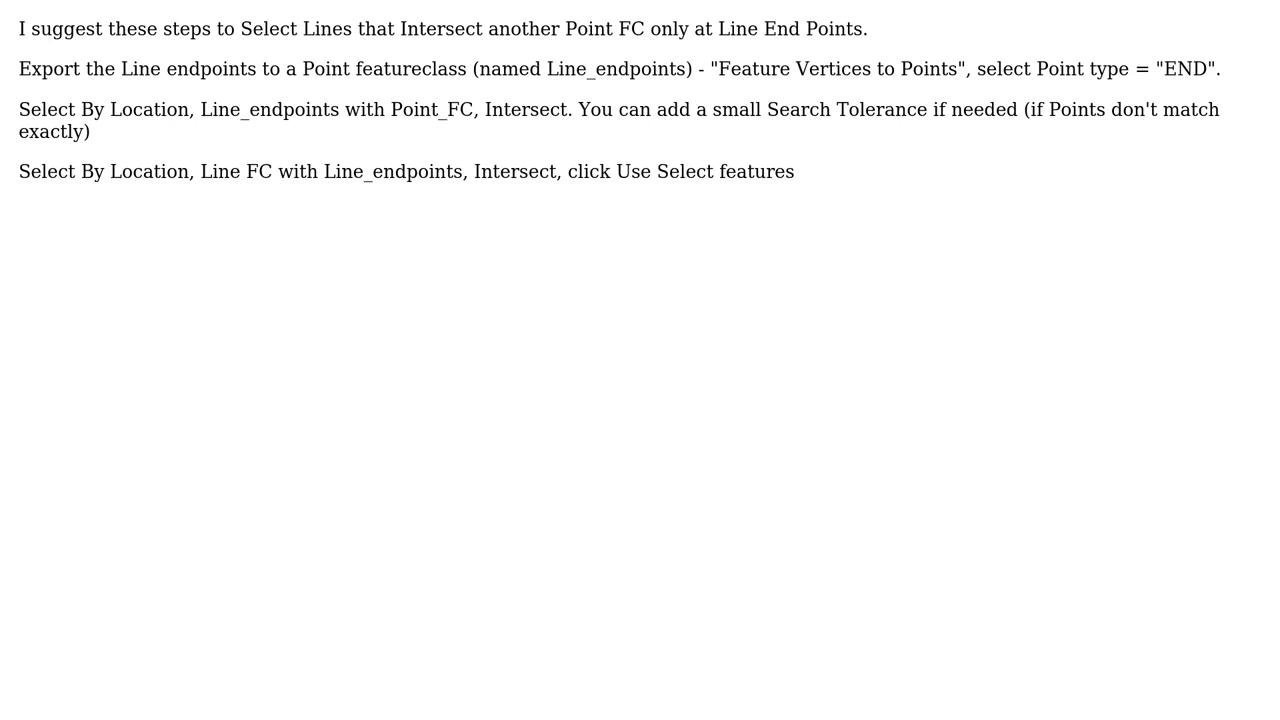 I suggest these steps to Select Lines that Intersect another Point FC only at Line End Points.
Export the Line endpoints to a Point featureclass (named Line_endpoints) - "Feature Vertices to Points", select Point type = "END".
Select By Location, Line_endpoints with Point_FC, Intersect. You can add a small Search Tolerance if needed (if Points don't match
exactly)
Select By Location, Line FC with Line_endpoints, Intersect, click Use Select features